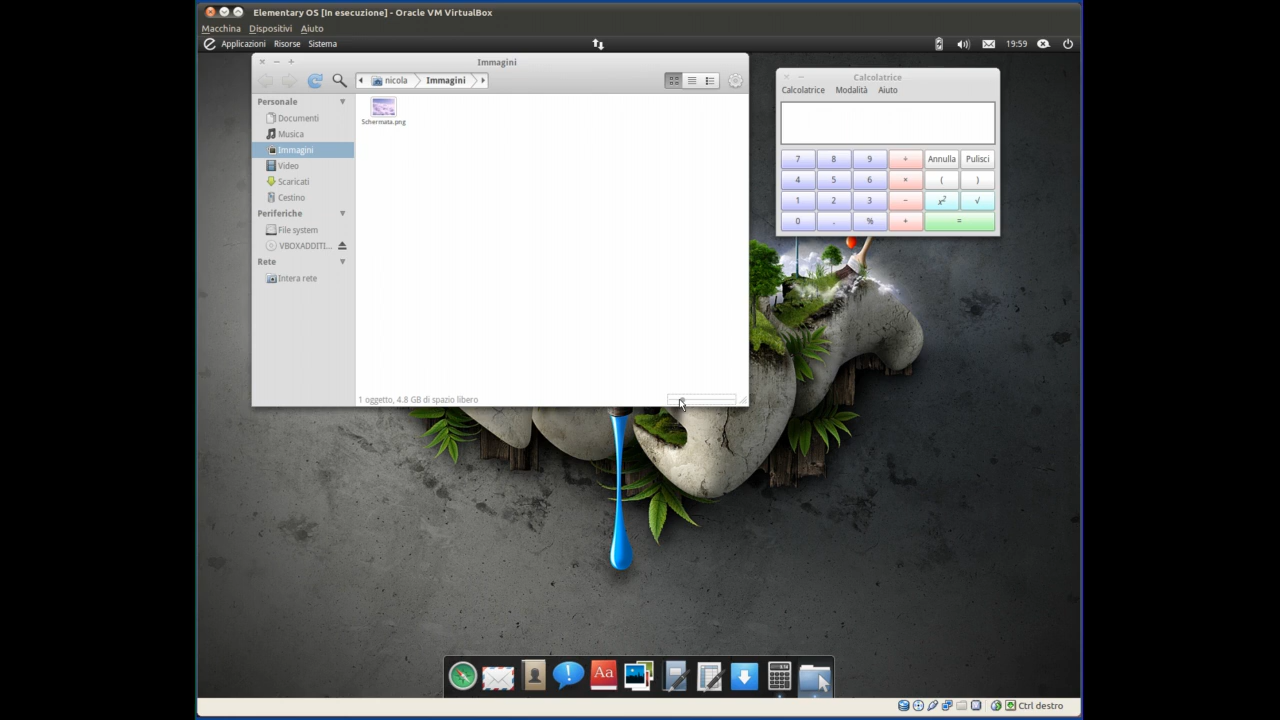 Elementary OS [In esecuzione] - Oracle VM VirtualBox
Macchina Dispositivi Aiuto
Applicazioni Risorse Sistema 19:59
Immagini
nicola Immagini
Personale
Documenti
Musica
Immagini
Video
Scaricati
Cestino
Periferiche
File system
VBOXADDITI...
Rete
Intera rete
Schermata.png
1 oggetto, 4.8 GB di spazio libero
Calcolatrice
Calcolatrice Modalità Aiuto
7 8 9 ÷ Annulla Pulisci
4 5 6 × ( )
1 2 3 − x² √
0 . % + =
Aa
Ctrl destro